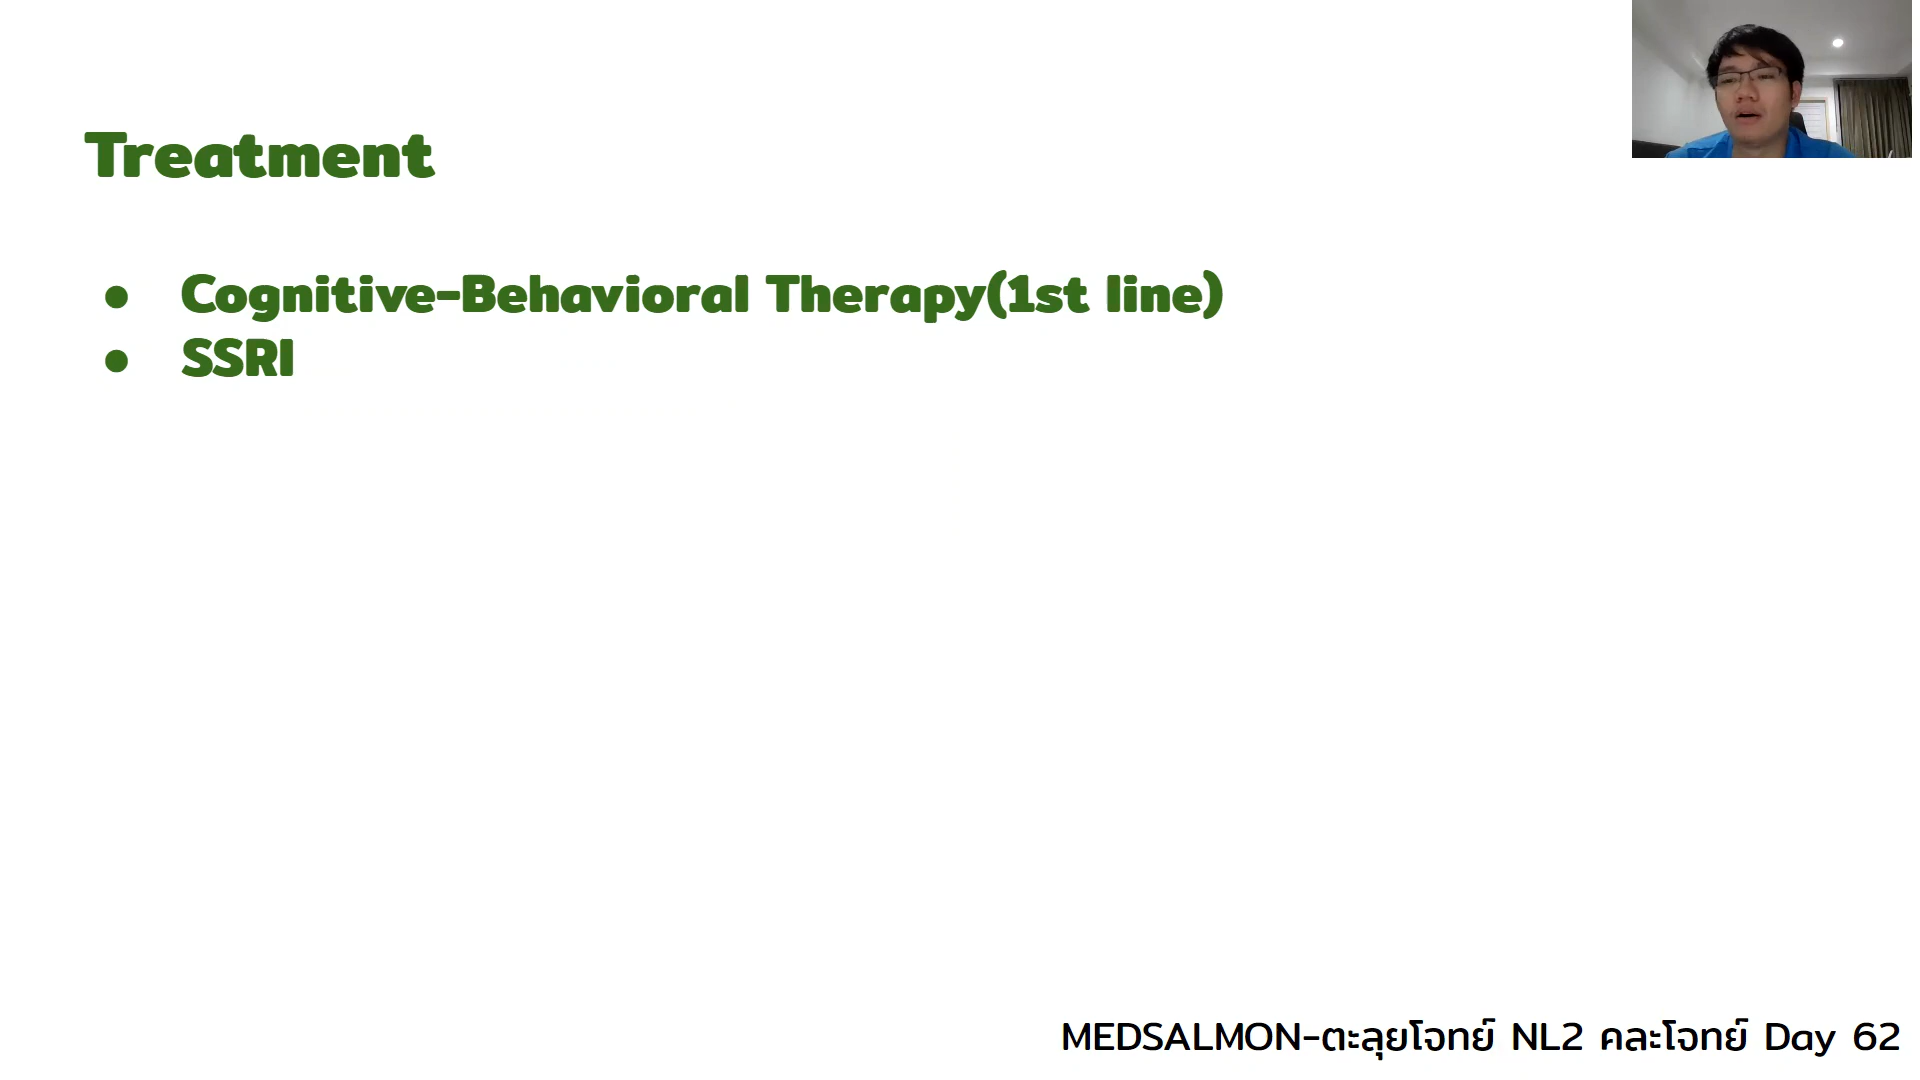 Treatment
● Cognitive-Behavioral Therapy(1st line)
● SSRI
MEDSALMON-ตะลุยโจทย์ NL2 คละโจทย์ Day 62